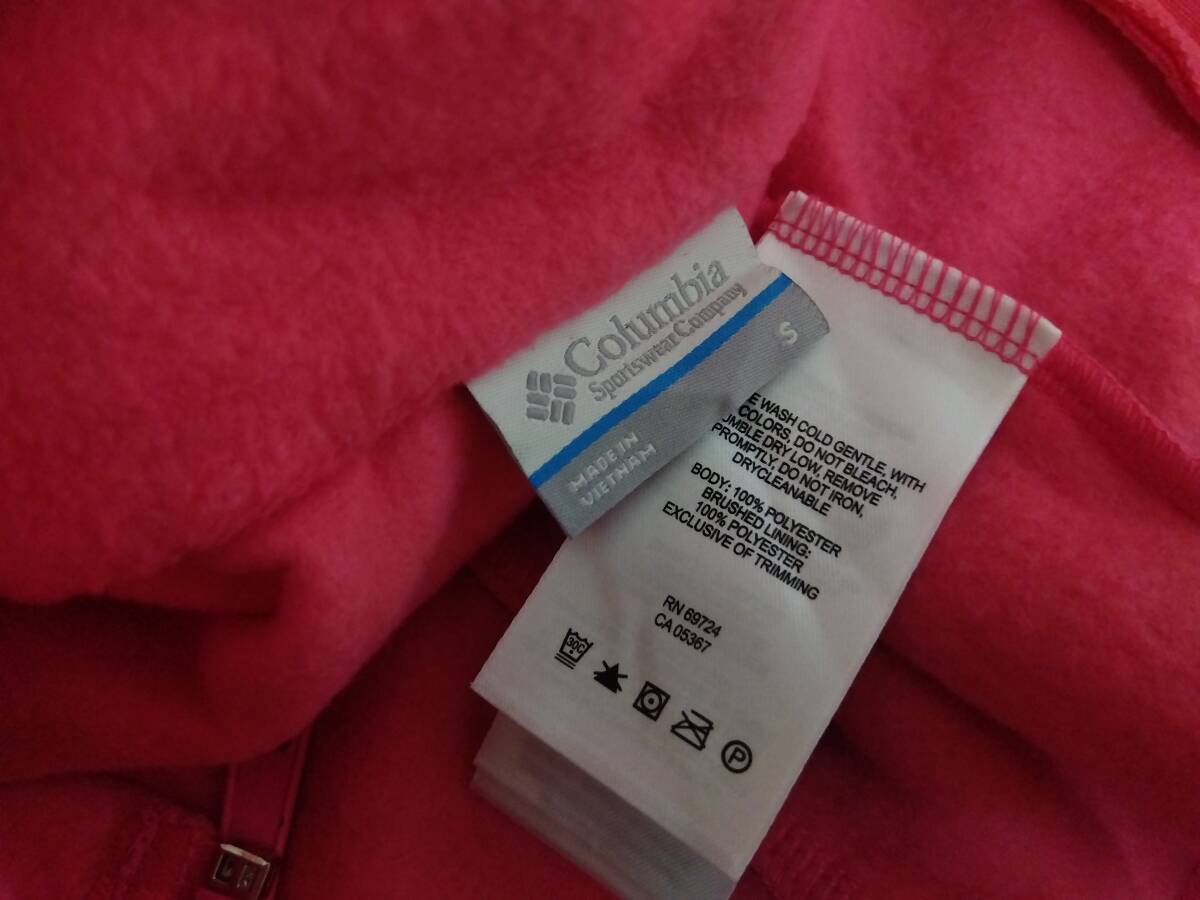 Columbia
Sportswear Company
S
MADE IN
VIETNAM
E WASH COLD GENTLE, WITH
COLORS, DO NOT BLEACH,
UMBLE DRY LOW, REMOVE
PROMPTLY, DO NOT IRON,
DRYCLEANABLE
BODY: 100% POLYESTER
BRUSHED LINING:
100% POLYESTER
EXCLUSIVE OF TRIMMING
RN 69724
CA 05367
30C
P